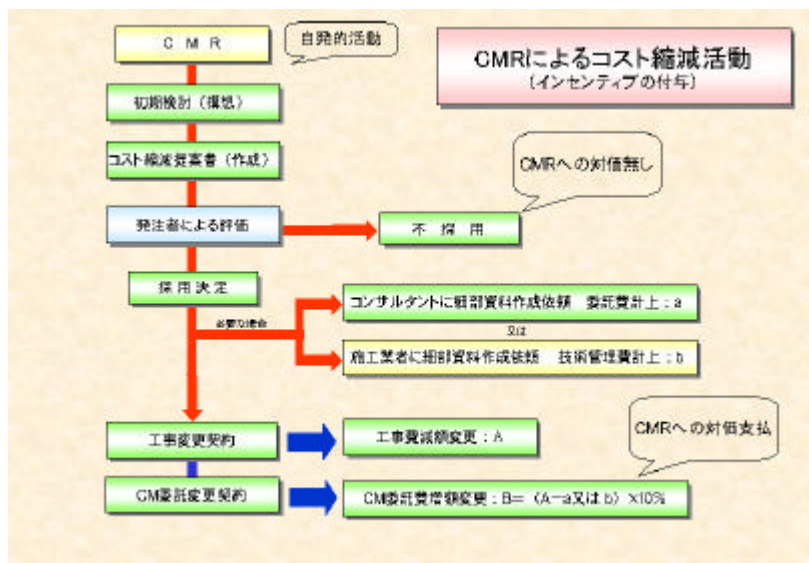 CMR
自発的活動
CMRによるコスト縮減活動
(インセンティブの付与)
初期検討(構想)
コスト縮減提案書(作成)
CMRへの対価無し
発注者による評価
不採用
採用決定
コンサルタントに細部資料作成依頼 委託費計上:a
必要な場合
又は
施工業者に細部資料作成依頼 技術管理費計上:b
CMRへの対価支払
工事変更契約
工事費減額変更:A
CM委託変更契約
CM委託費増額変更:B=(A-a又はb)×10%